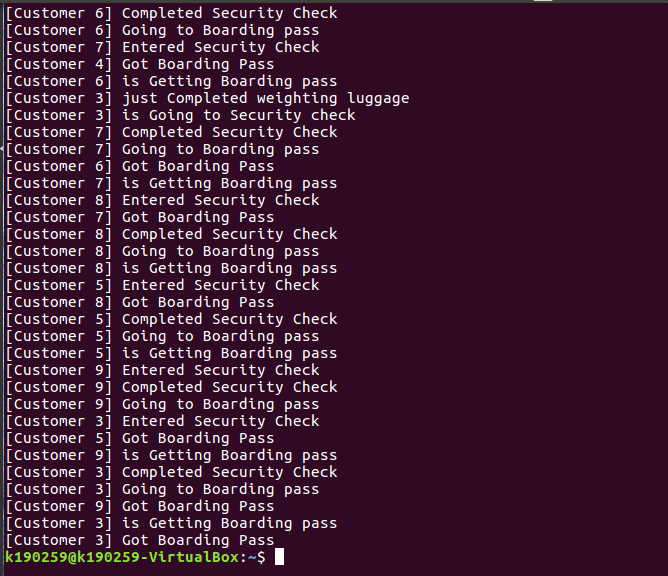 [Customer 6] Completed Security Check
[Customer 6] Going to Boarding pass
[Customer 7] Entered Security Check
[Customer 4] Got Boarding Pass
[Customer 6] is Getting Boarding pass
[Customer 3] just Completed weighting luggage
[Customer 3] is Going to Security check
[Customer 7] Completed Security Check
[Customer 7] Going to Boarding pass
[Customer 6] Got Boarding Pass
[Customer 7] is Getting Boarding pass
[Customer 8] Entered Security Check
[Customer 7] Got Boarding Pass
[Customer 8] Completed Security Check
[Customer 8] Going to Boarding pass
[Customer 8] is Getting Boarding pass
[Customer 5] Entered Security Check
[Customer 8] Got Boarding Pass
[Customer 5] Completed Security Check
[Customer 5] Going to Boarding pass
[Customer 5] is Getting Boarding pass
[Customer 9] Entered Security Check
[Customer 9] Completed Security Check
[Customer 9] Going to Boarding pass
[Customer 3] Entered Security Check
[Customer 5] Got Boarding Pass
[Customer 9] is Getting Boarding pass
[Customer 3] Completed Security Check
[Customer 3] Going to Boarding pass
[Customer 9] Got Boarding Pass
[Customer 3] is Getting Boarding pass
[Customer 3] Got Boarding Pass
k190259@k190259-VirtualBox:~$